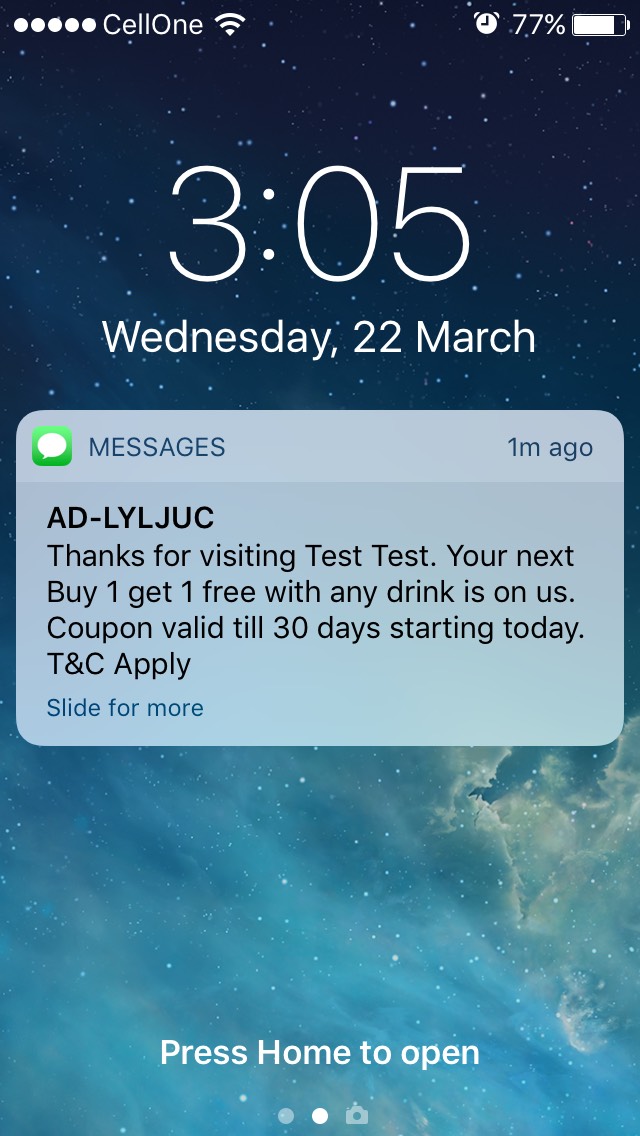 CellOne 77%
3:05
Wednesday, 22 March
MESSAGES 1m ago
AD-LYLJUC
Thanks for visiting Test Test. Your next
Buy 1 get 1 free with any drink is on us.
Coupon valid till 30 days starting today.
T&C Apply
Slide for more
Press Home to open